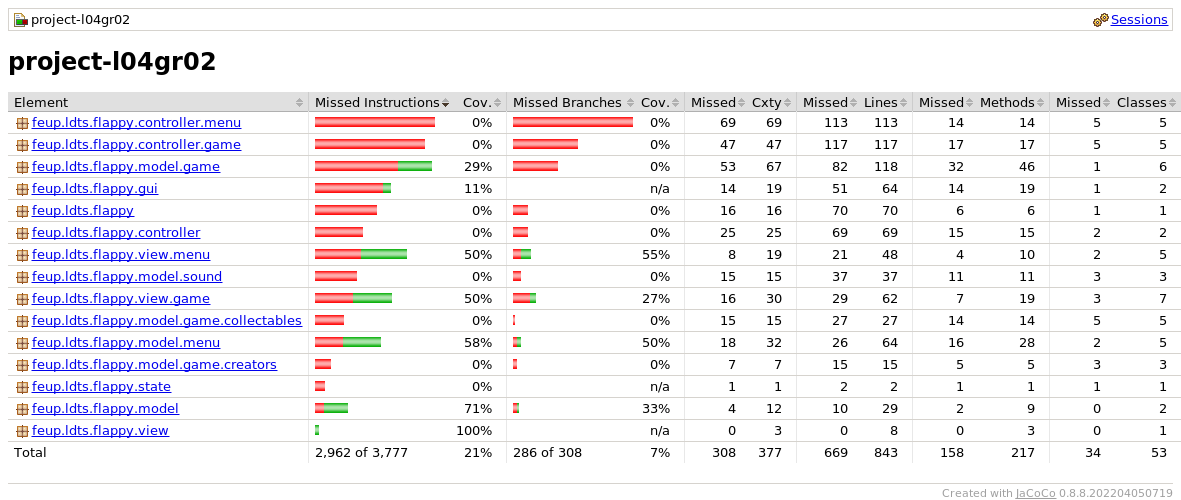 project-l04gr02 Sessions
project-l04gr02
Element Missed Instructions Cov. Missed Branches Cov. Missed Cxty Missed Lines Missed Methods Missed Classes
feup.ldts.flappy.controller.menu 0% 0% 69 69 113 113 14 14 5 5
feup.ldts.flappy.controller.game 0% 0% 47 47 117 117 17 17 5 5
feup.ldts.flappy.model.game 29% 0% 53 67 82 118 32 46 1 6
feup.ldts.flappy.gui 11% n/a 14 19 51 64 14 19 1 2
feup.ldts.flappy 0% 0% 16 16 70 70 6 6 1 1
feup.ldts.flappy.controller 0% 0% 25 25 69 69 15 15 2 2
feup.ldts.flappy.view.menu 50% 55% 8 19 21 48 4 10 2 5
feup.ldts.flappy.model.sound 0% 0% 15 15 37 37 11 11 3 3
feup.ldts.flappy.view.game 50% 27% 16 30 29 62 7 19 3 7
feup.ldts.flappy.model.game.collectables 0% 0% 15 15 27 27 14 14 5 5
feup.ldts.flappy.model.menu 58% 50% 18 32 26 64 16 28 2 5
feup.ldts.flappy.model.game.creators 0% 0% 7 7 15 15 5 5 3 3
feup.ldts.flappy.state 0% n/a 1 1 2 2 1 1 1 1
feup.ldts.flappy.model 71% 33% 4 12 10 29 2 9 0 2
feup.ldts.flappy.view 100% n/a 0 3 0 8 0 3 0 1
Total 2,962 of 3,777 21% 286 of 308 7% 308 377 669 843 158 217 34 53
Created with JaCoCo 0.8.8.202204050719